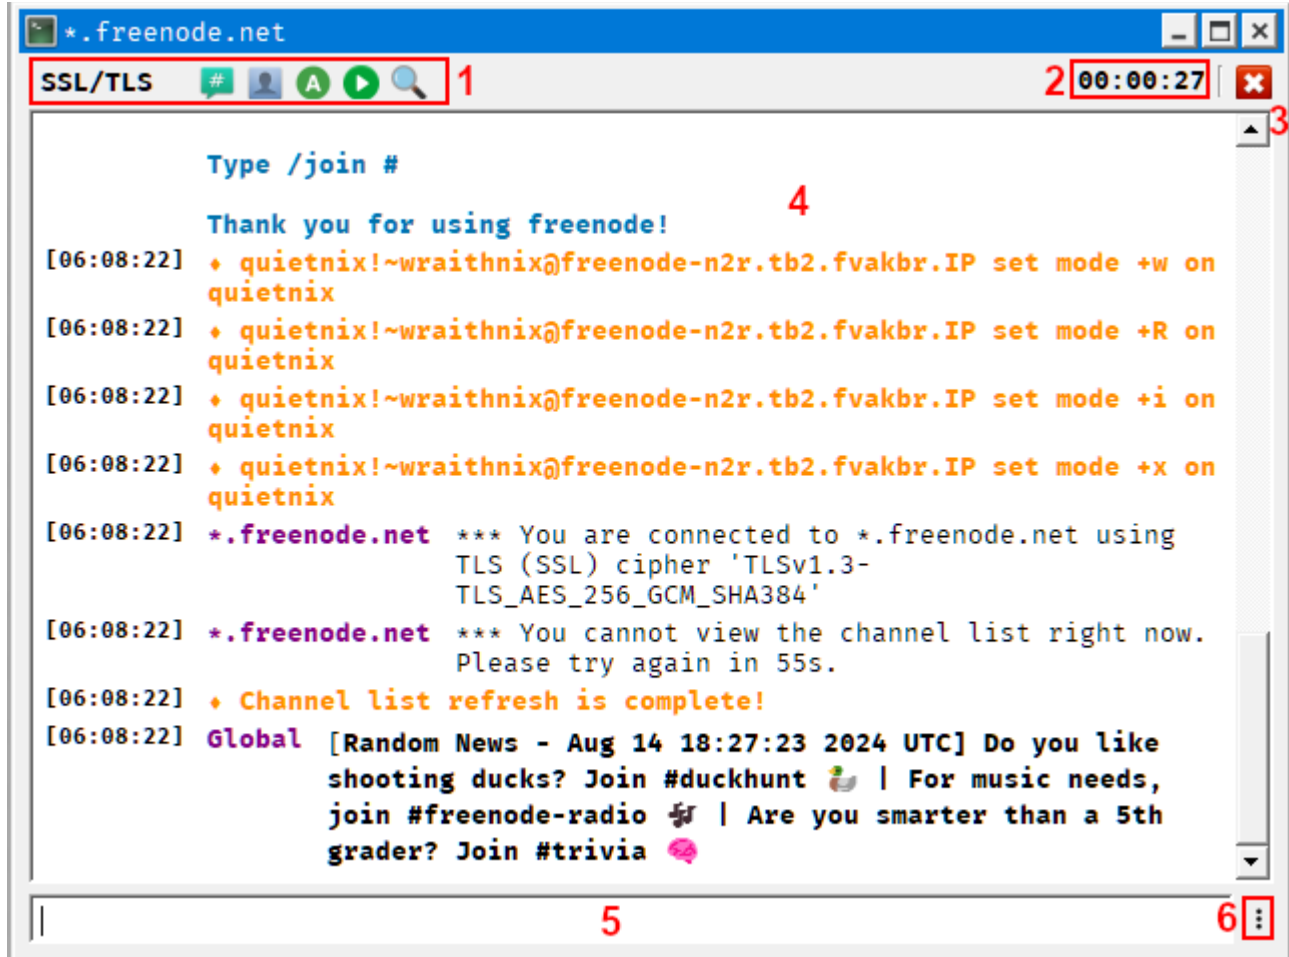 *.freenode.net
SSL/TLS # A 1 2 00:00:27
3
Type /join #
4
Thank you for using freenode!
[06:08:22] ♦ quietnix!~wraithnix@freenode-n2r.tb2.fvakbr.IP set mode +w on
quietnix
[06:08:22] ♦ quietnix!~wraithnix@freenode-n2r.tb2.fvakbr.IP set mode +R on
quietnix
[06:08:22] ♦ quietnix!~wraithnix@freenode-n2r.tb2.fvakbr.IP set mode +i on
quietnix
[06:08:22] ♦ quietnix!~wraithnix@freenode-n2r.tb2.fvakbr.IP set mode +x on
quietnix
[06:08:22] *.freenode.net *** You are connected to *.freenode.net using
TLS (SSL) cipher 'TLSv1.3-
TLS_AES_256_GCM_SHA384'
[06:08:22] *.freenode.net *** You cannot view the channel list right now.
Please try again in 55s.
[06:08:22] ♦ Channel list refresh is complete!
[06:08:22] Global [Random News - Aug 14 18:27:23 2024 UTC] Do you like
shooting ducks? Join #duckhunt 🦆 | For music needs,
join #freenode-radio 🎶 | Are you smarter than a 5th
grader? Join #trivia 🧠
5 6